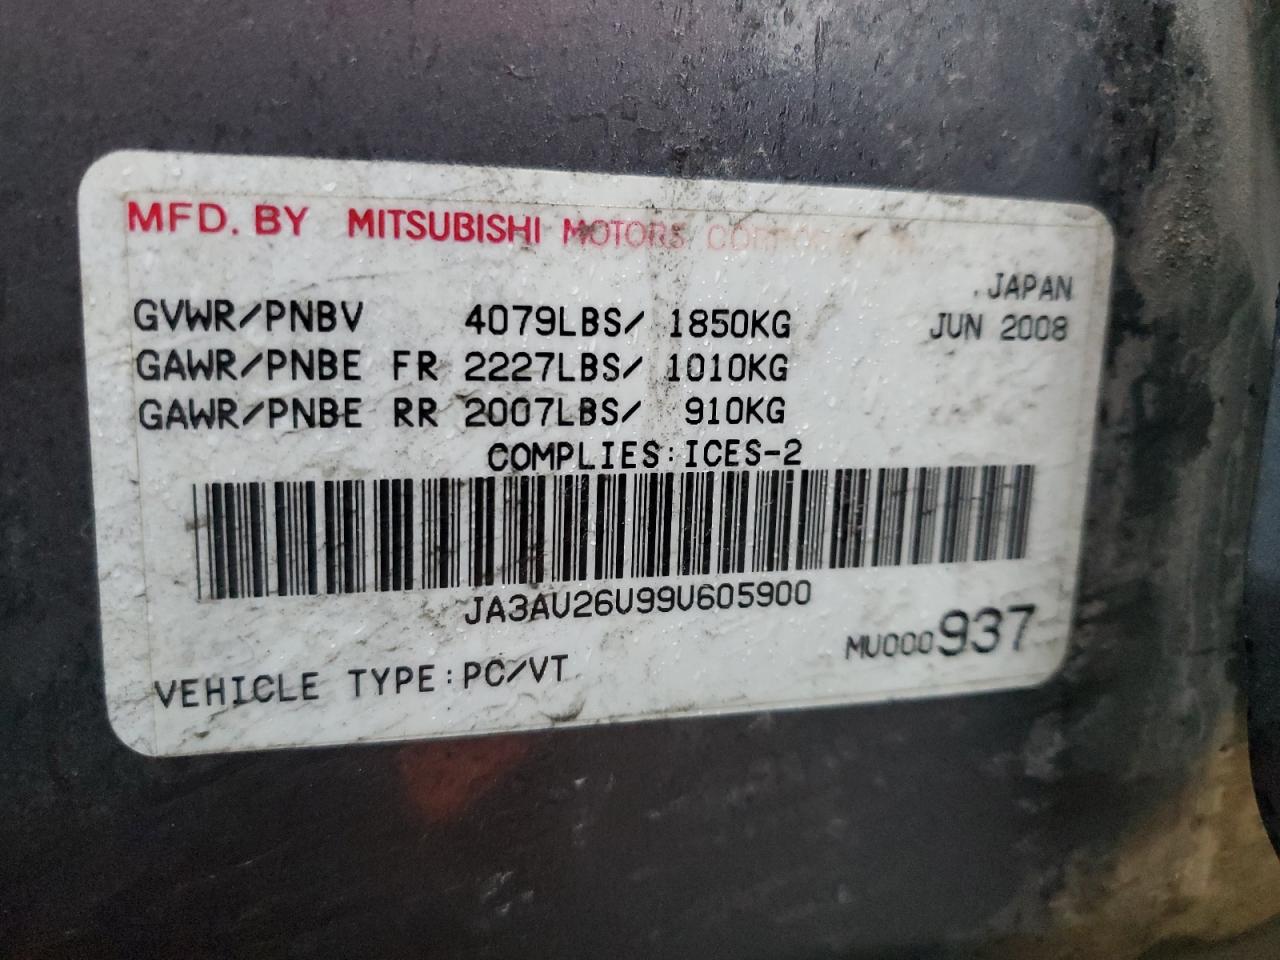 MFD. BY MITSUBISHI MOTORS CORPORATION
JAPAN
GVWR/PNBV 4079LBS/ 1850KG JUN 2008
GAWR/PNBE FR 2227LBS/ 1010KG
GAWR/PNBE RR 2007LBS/ 910KG
COMPLIES:ICES-2
JA3AU26U99U605900
MU000937
VEHICLE TYPE:PC/VT